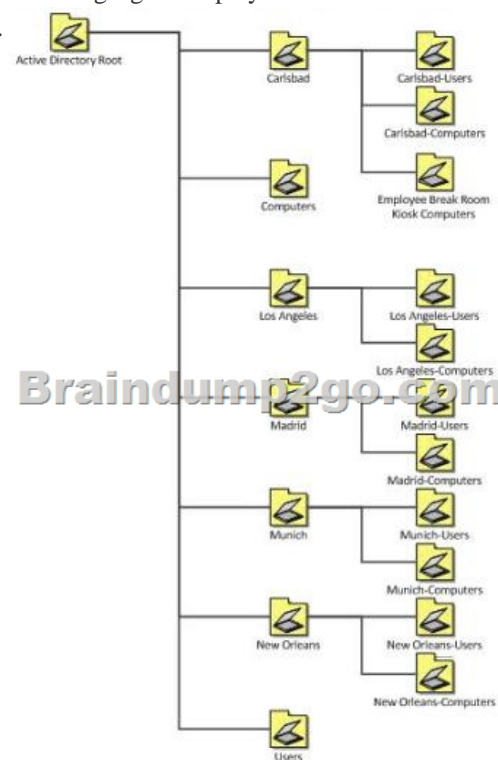 Active Directory Root
Carlsbad
Carlsbad-Users
Carlsbad-Computers
Employee Break Room
Kiosk Computers
Computers
Los Angeles
Los Angeles-Users
Los Angeles-Computers
Braindump2go.com
Madrid
Madrid-Users
Madrid-Computers
Munich
Munich-Users
Munich-Computers
New Orleans
New Orleans-Users
New Orleans-Computers
Users